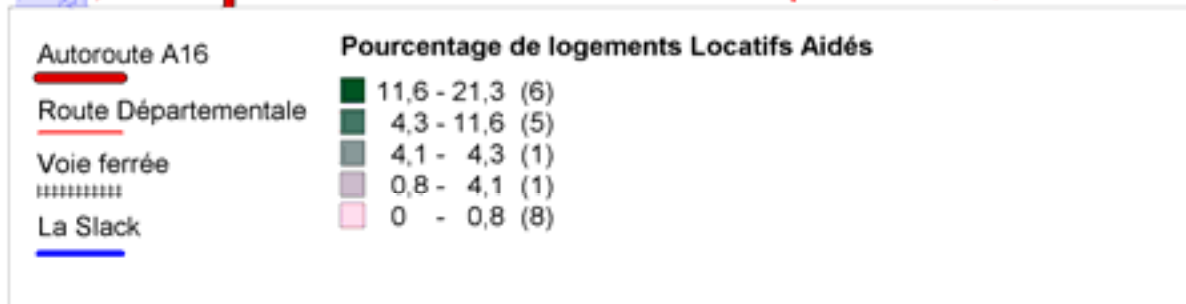 Autoroute A16
Route Départementale
Voie ferrée
La Slack
Pourcentage de logements Locatifs Aidés
11,6 - 21,3 (6)
4,3 - 11,6 (5)
4,1 - 4,3 (1)
0,8 - 4,1 (1)
0 - 0,8 (8)